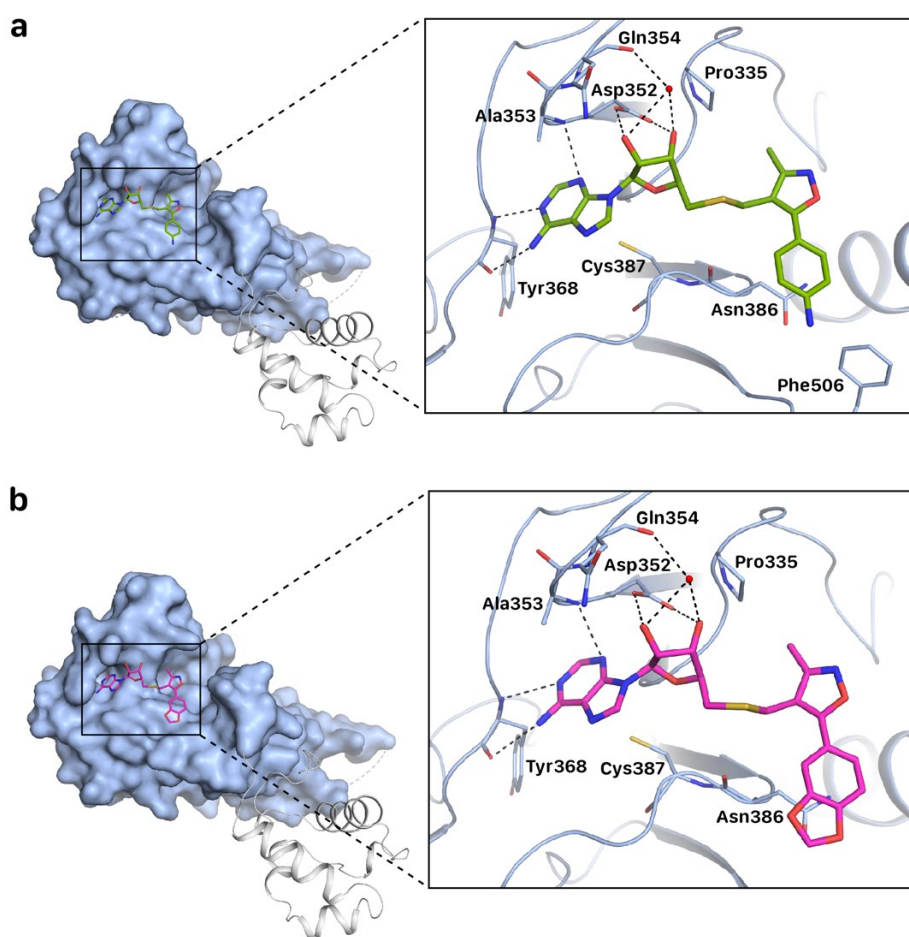 a
Gln354
Pro335
Asp352
Ala353
Cys387
Tyr368
Asn386
Phe506
b
Gln354
Asp352
Pro335
Ala353
Tyr368
Cys387
Asn386